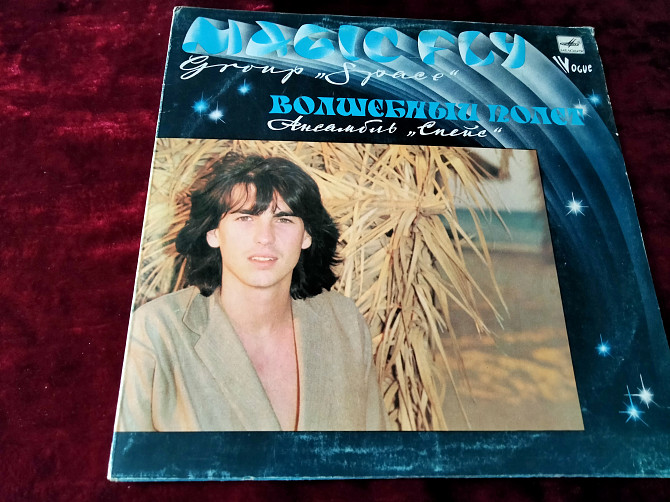 MAGIC FLY
Group „Space“
ВОЛШЕБНЫЙ ПОЛЕТ
Ансамбль „Спейс“
Vogue